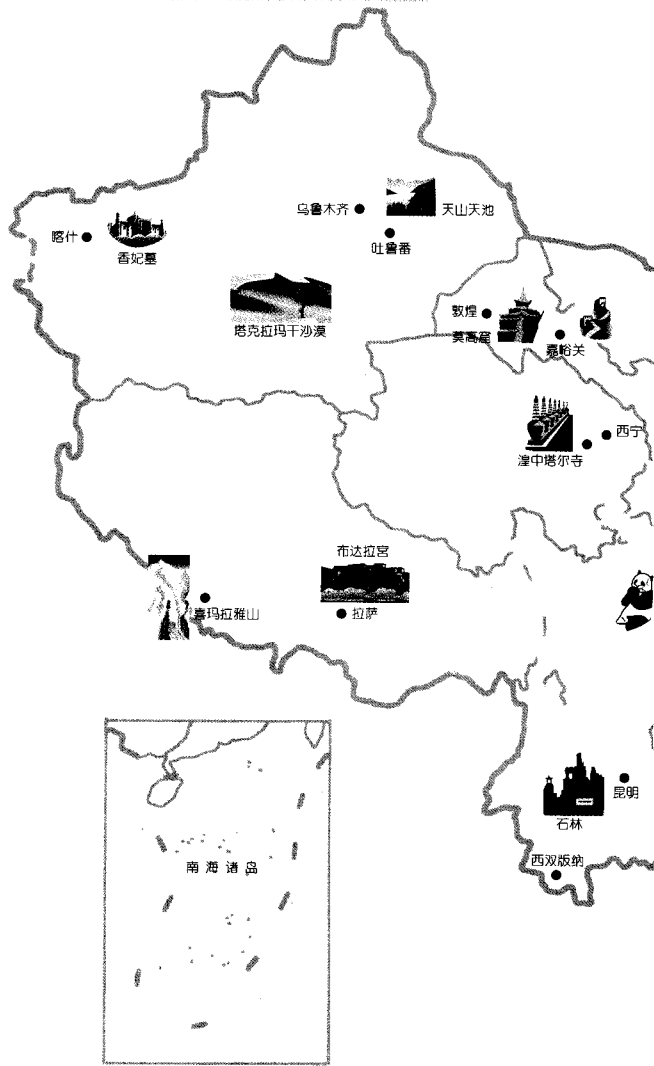 乌鲁木齐
天山天池
喀什
吐鲁番
香妃墓
敦煌
塔克拉玛干沙漠
莫高窟
嘉峪关
西宁
湟中塔尔寺
布达拉宫
喜玛拉雅山
拉萨
昆明
石林
西双版纳
南海诸岛